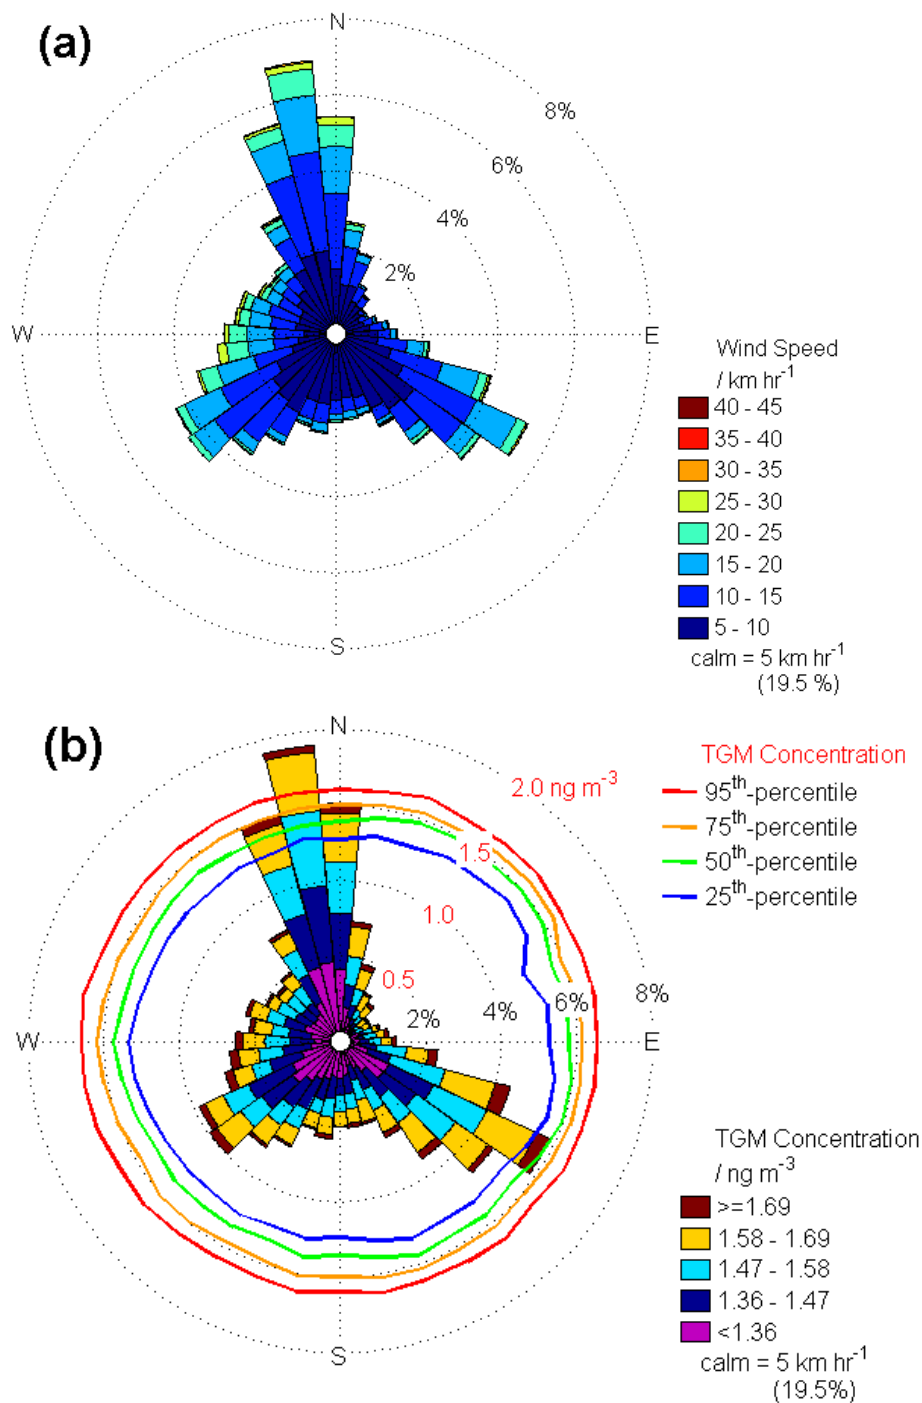 (a)
N
8%
6%
4%
2%
W
E
S
Wind Speed
/ km hr-1
40 - 45
35 - 40
30 - 35
25 - 30
20 - 25
15 - 20
10 - 15
5 - 10
calm = 5 km hr-1
(19.5 %)
(b)
N
2.0 ng m-3
1.5
1.0
0.5
2%
4%
6%
8%
W
E
S
TGM Concentration
95th-percentile
75th-percentile
50th-percentile
25th-percentile
TGM Concentration
/ ng m-3
>=1.69
1.58 - 1.69
1.47 - 1.58
1.36 - 1.47
<1.36
calm = 5 km hr-1
(19.5%)